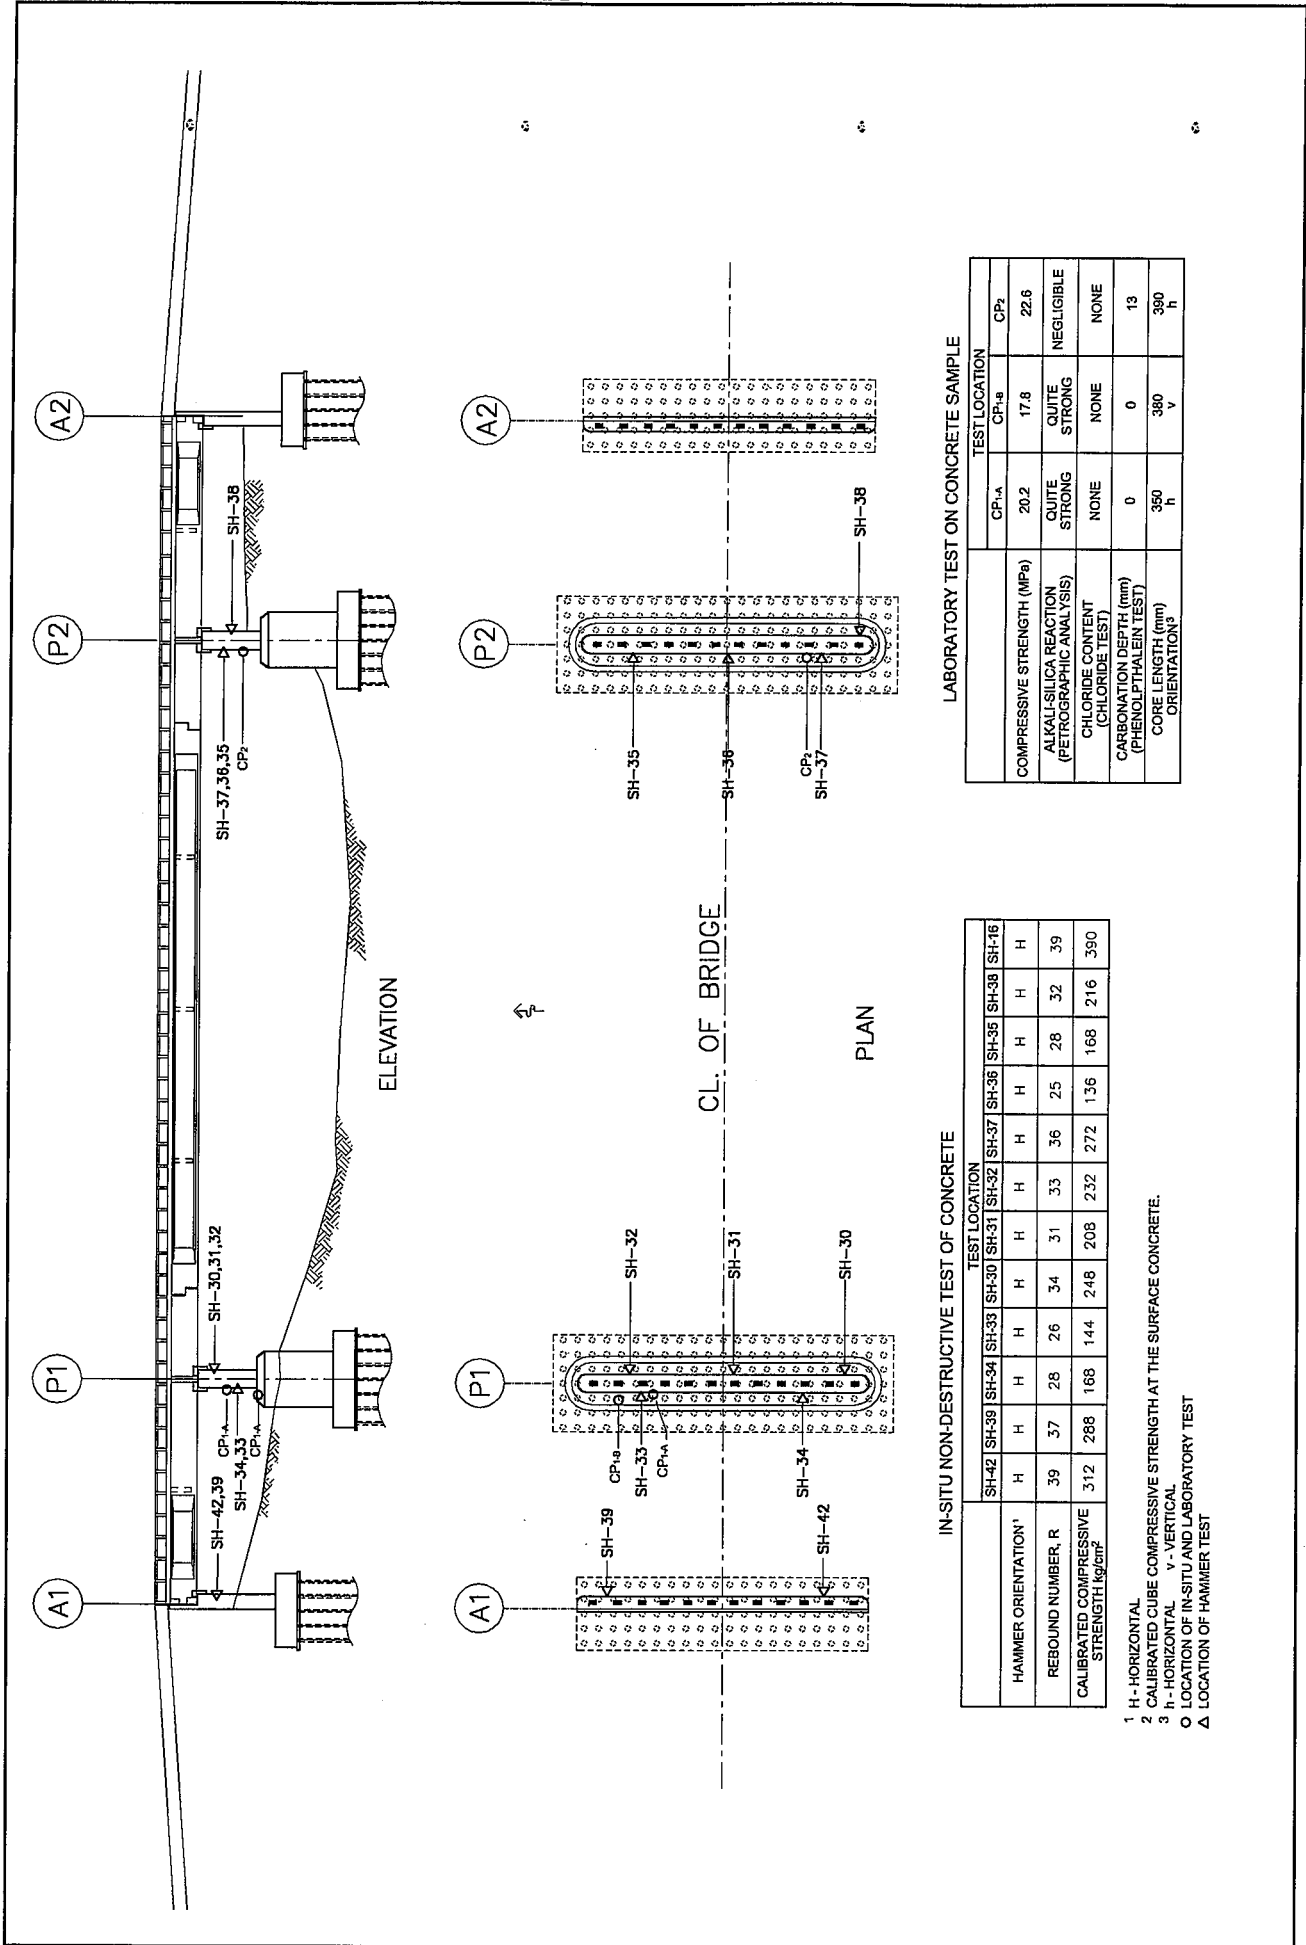 A1
P1
P2
A2
SH-42,39
CP1-A
SH-34,33
CP1-A
SH-30,31,32
SH-37,36,35
CP2
SH-38
ELEVATION
A1
P1
P2
A2
SH-39
SH-42
CP1-B
SH-33
CP1-A
SH-34
SH-32
SH-31
SH-30
SH-35
SH-36
CP2
SH-37
SH-38
CL. OF BRIDGE
PLAN
IN-SITU NON-DESTRUCTIVE TEST OF CONCRETE
TEST LOCATION
SH-42 SH-39 SH-34 SH-33 SH-30 SH-31 SH-32 SH-37 SH-36 SH-35 SH-38 SH-16
HAMMER ORIENTATION¹ H H H H H H H H H H H H
REBOUND NUMBER, R 39 37 28 26 34 31 33 36 25 28 32 39
CALIBRATED COMPRESSIVE
STRENGTH kg/cm² 312 288 168 144 248 208 232 272 136 168 216 390
1 H - HORIZONTAL
2 CALIBRATED CUBE COMPRESSIVE STRENGTH AT THE SURFACE CONCRETE.
3 h - HORIZONTAL v - VERTICAL
O LOCATION OF IN-SITU AND LABORATORY TEST
Δ LOCATION OF HAMMER TEST
LABORATORY TEST ON CONCRETE SAMPLE
TEST LOCATION
CP1-A CP1-B CP2
COMPRESSIVE STRENGTH (MPa) 20.2 17.8 22.6
ALKALI-SILICA REACTION
(PETROGRAPHIC ANALYSIS) QUITE STRONG QUITE STRONG NEGLIGIBLE
CHLORIDE CONTENT
(CHLORIDE TEST) NONE NONE NONE
CARBONATION DEPTH (mm)
(PHENOLPTHALEIN TEST) 0 0 13
CORE LENGTH (mm) 350 380 390
ORIENTATION³ h v h